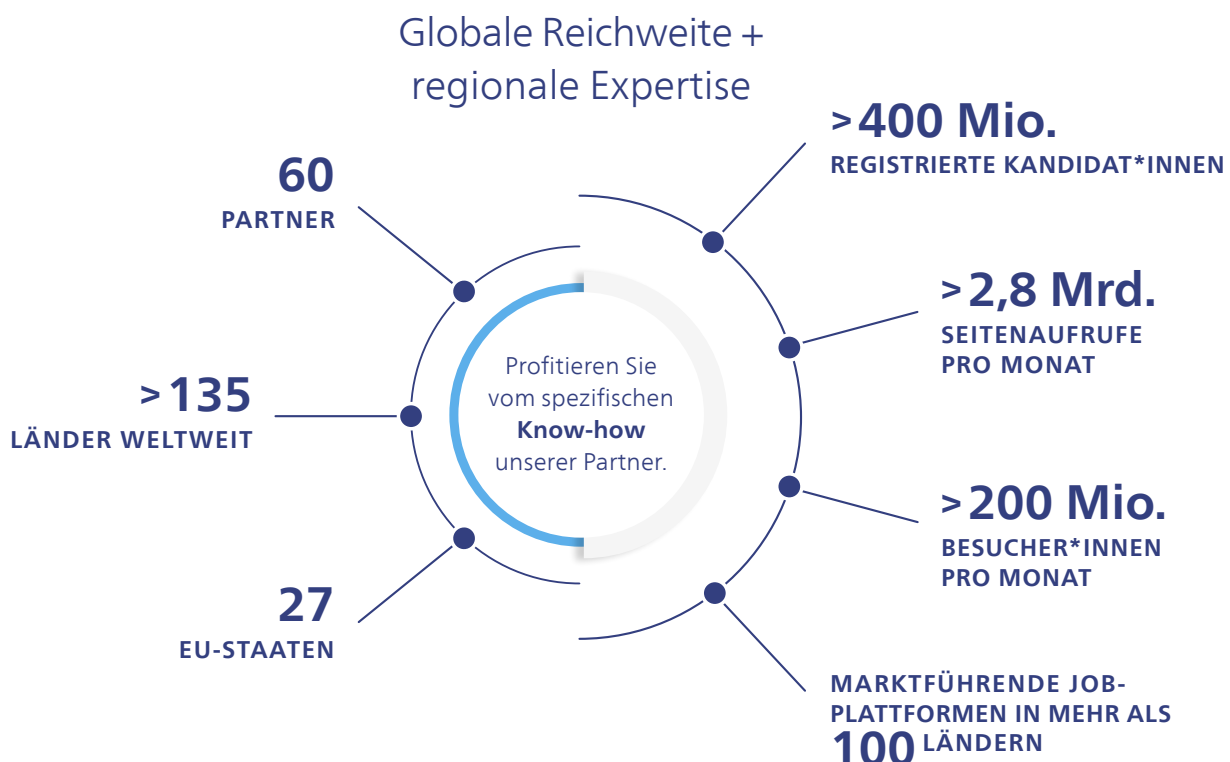 Globale Reichweite +
regionale Expertise
60
PARTNER
>135
LÄNDER WELTWEIT
27
EU-STAATEN
Profitieren Sie
vom spezifischen
Know-how
unserer Partner.
>400 Mio.
REGISTRIERTE KANDIDAT*INNEN
>2,8 Mrd.
SEITENAUFRUFE
PRO MONAT
>200 Mio.
BESUCHER*INNEN
PRO MONAT
MARKTFÜHRENDE JOB-
PLATTFORMEN IN MEHR ALS
100 LÄNDERN